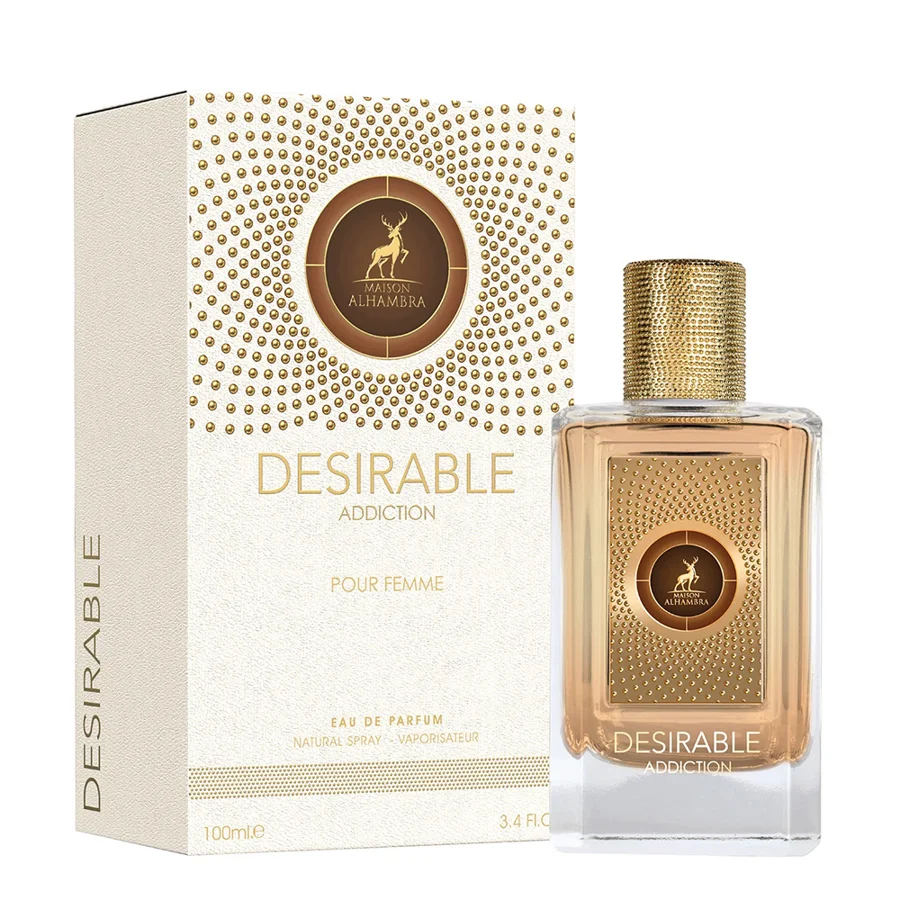 MAISON
ALHAMBRA
DESIRABLE
ADDICTION
POUR FEMME
EAU DE PARFUM
NATURAL SPRAY - VAPORISATEUR
100ml.e
3.4 Fl.O
DESIRABLE
MAISON
ALHAMBRA
DESIRABLE
ADDICTION